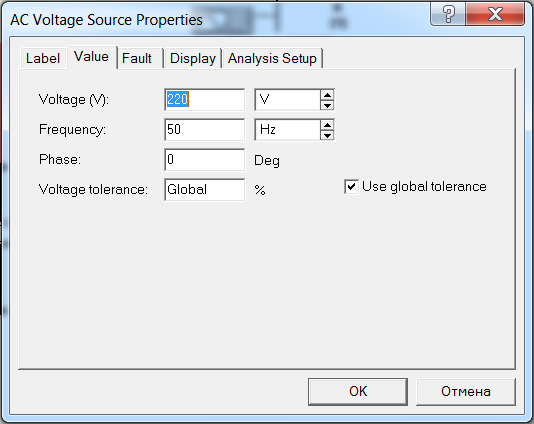 AC Voltage Source Properties
Label Value Fault Display Analysis Setup
Voltage (V): 220 V
Frequency: 50 Hz
Phase: 0 Deg
Voltage tolerance: Global % Use global tolerance
OK Отмена